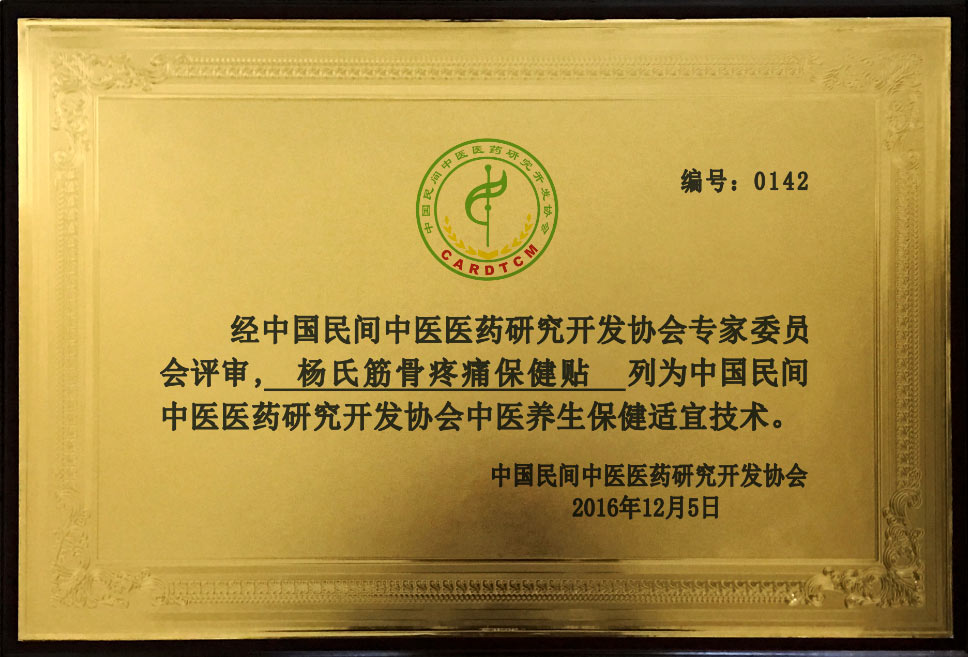 中国民间中医医药研究开发协会
CARDTCM
编号：0142
经中国民间中医医药研究开发协会专家委员
会评审，杨氏筋骨疼痛保健贴 列为中国民间
中医医药研究开发协会中医养生保健适宜技术。
中国民间中医医药研究开发协会
2016年12月5日